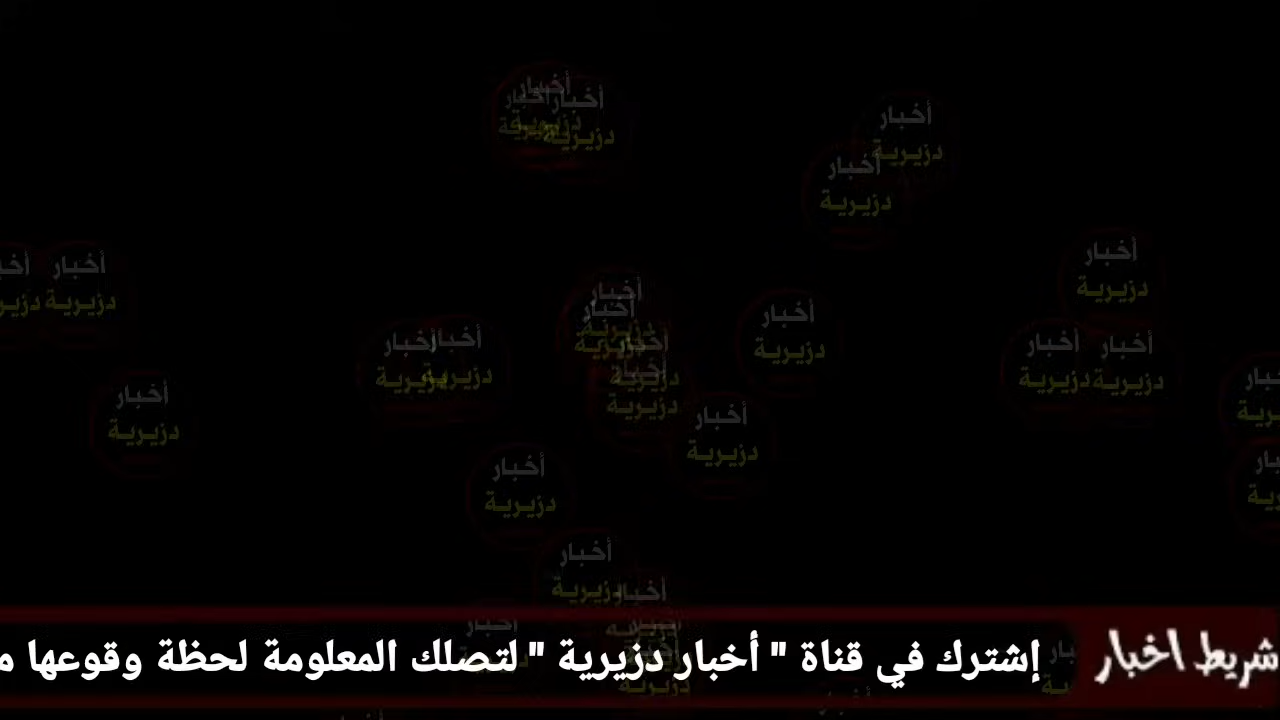 أخبار
دزيرية
شريط اخبار
إشترك في قناة " أخبار دزيرية " لتصلك المعلومة لحظة وقوعها